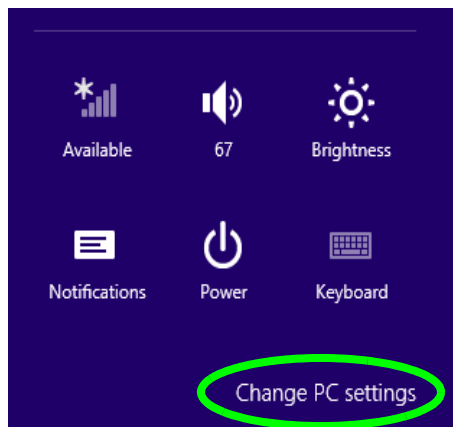 Available
67
Brightness
Notifications
Power
Keyboard
Change PC settings